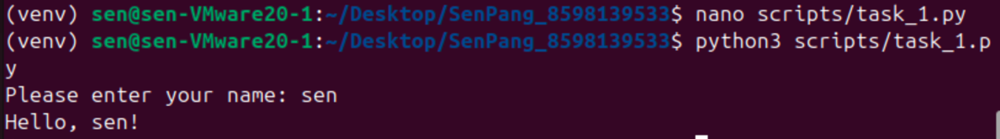 (venv) sen@sen-VMware20-1:~/Desktop/SenPang_8598139533$ nano scripts/task_1.py
(venv) sen@sen-VMware20-1:~/Desktop/SenPang_8598139533$ python3 scripts/task_1.p
y
Please enter your name: sen
Hello, sen!